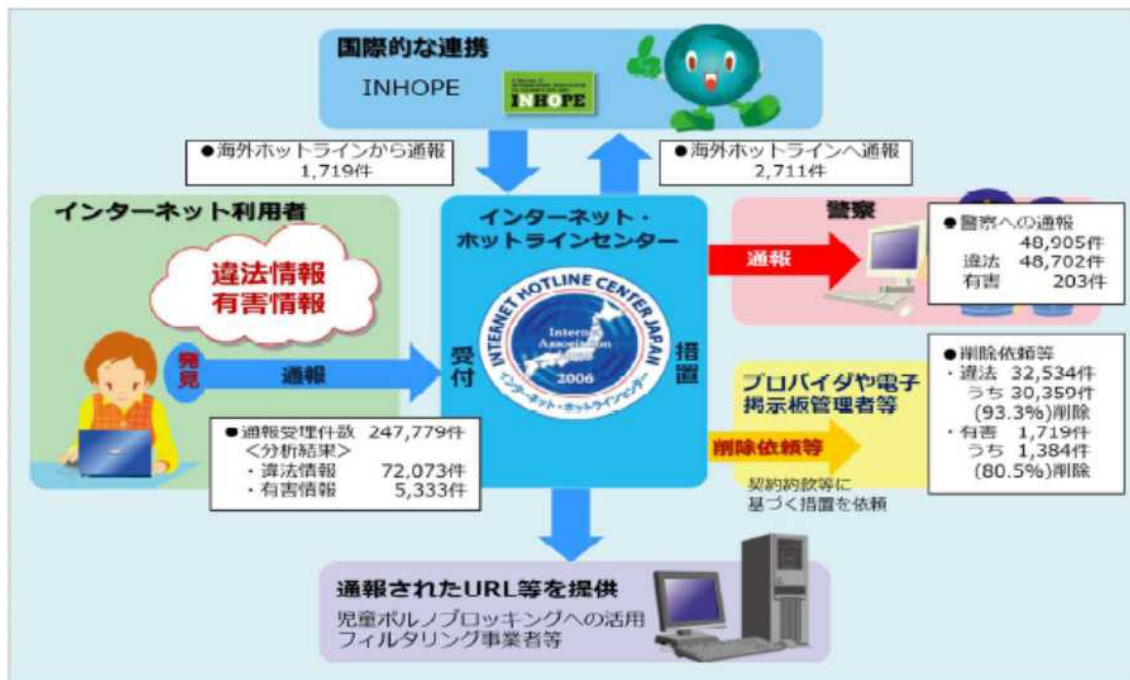 国際的な連携
INHOPE
INHOPE
●海外ホットラインから通報
1,719件
●海外ホットラインへ通報
2,711件
インターネット利用者
違法情報
有害情報
発見
通報
●通報受理件数 247,779件
<分析結果>
・違法情報 72,073件
・有害情報 5,333件
インターネット・
ホットラインセンター
受付
措置
INTERNET HOTLINE CENTER JAPAN
Internet
Association
2006
インターネット・ホットラインセンター
警察
通報
●警察への通報
48,905件
違法 48,702件
有害 203件
プロバイダや電子
掲示板管理者等
削除依頼等
契約約款等に
基づく措置を依頼
●削除依頼等
・違法 32,534件
うち 30,359件
(93.3%)削除
・有害 1,719件
うち 1,384件
(80.5%)削除
通報されたURL等を提供
児童ポルノブロッキングへの活用
フィルタリング事業者等